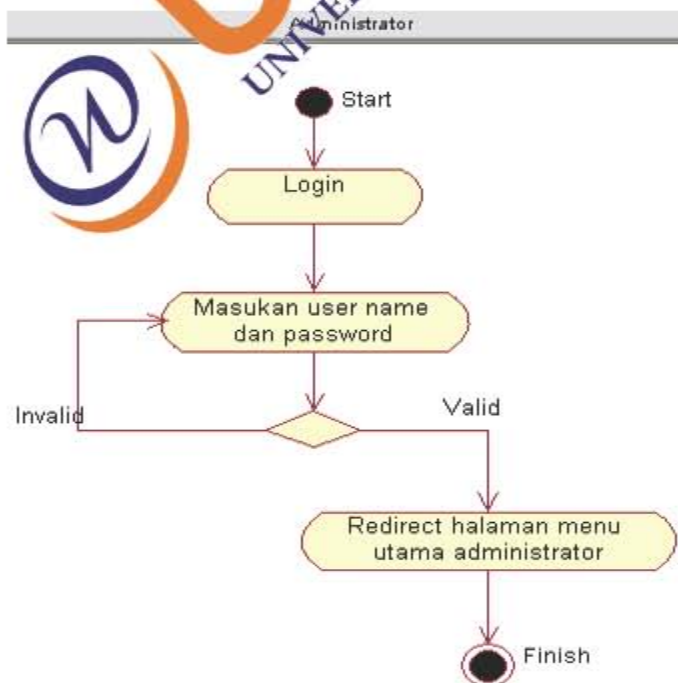 Administrator
Start
Login
Masukan user name
dan password
Invalid
Valid
Redirect halaman menu
utama administrator
Finish